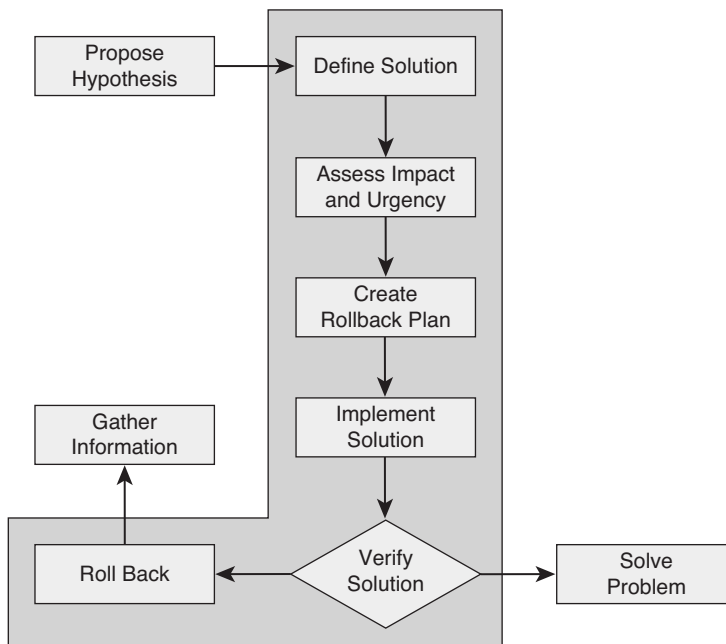 Propose
Hypothesis
Define Solution
Assess Impact
and Urgency
Create
Rollback Plan
Implement
Solution
Gather
Information
Verify
Solution
Roll Back
Solve
Problem